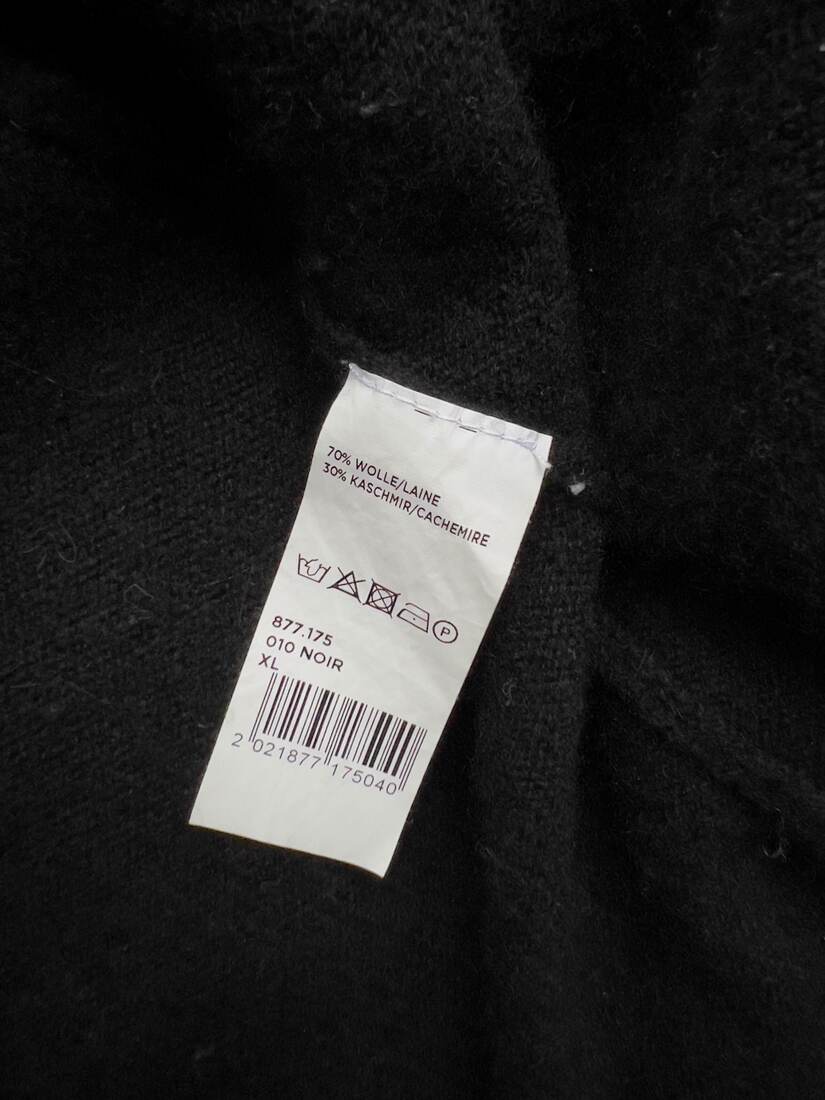 70% WOLLE/LAINE
30% KASCHMIR/CACHEMIRE
P
877.175
010 NOIR
XL
2 021877 175040